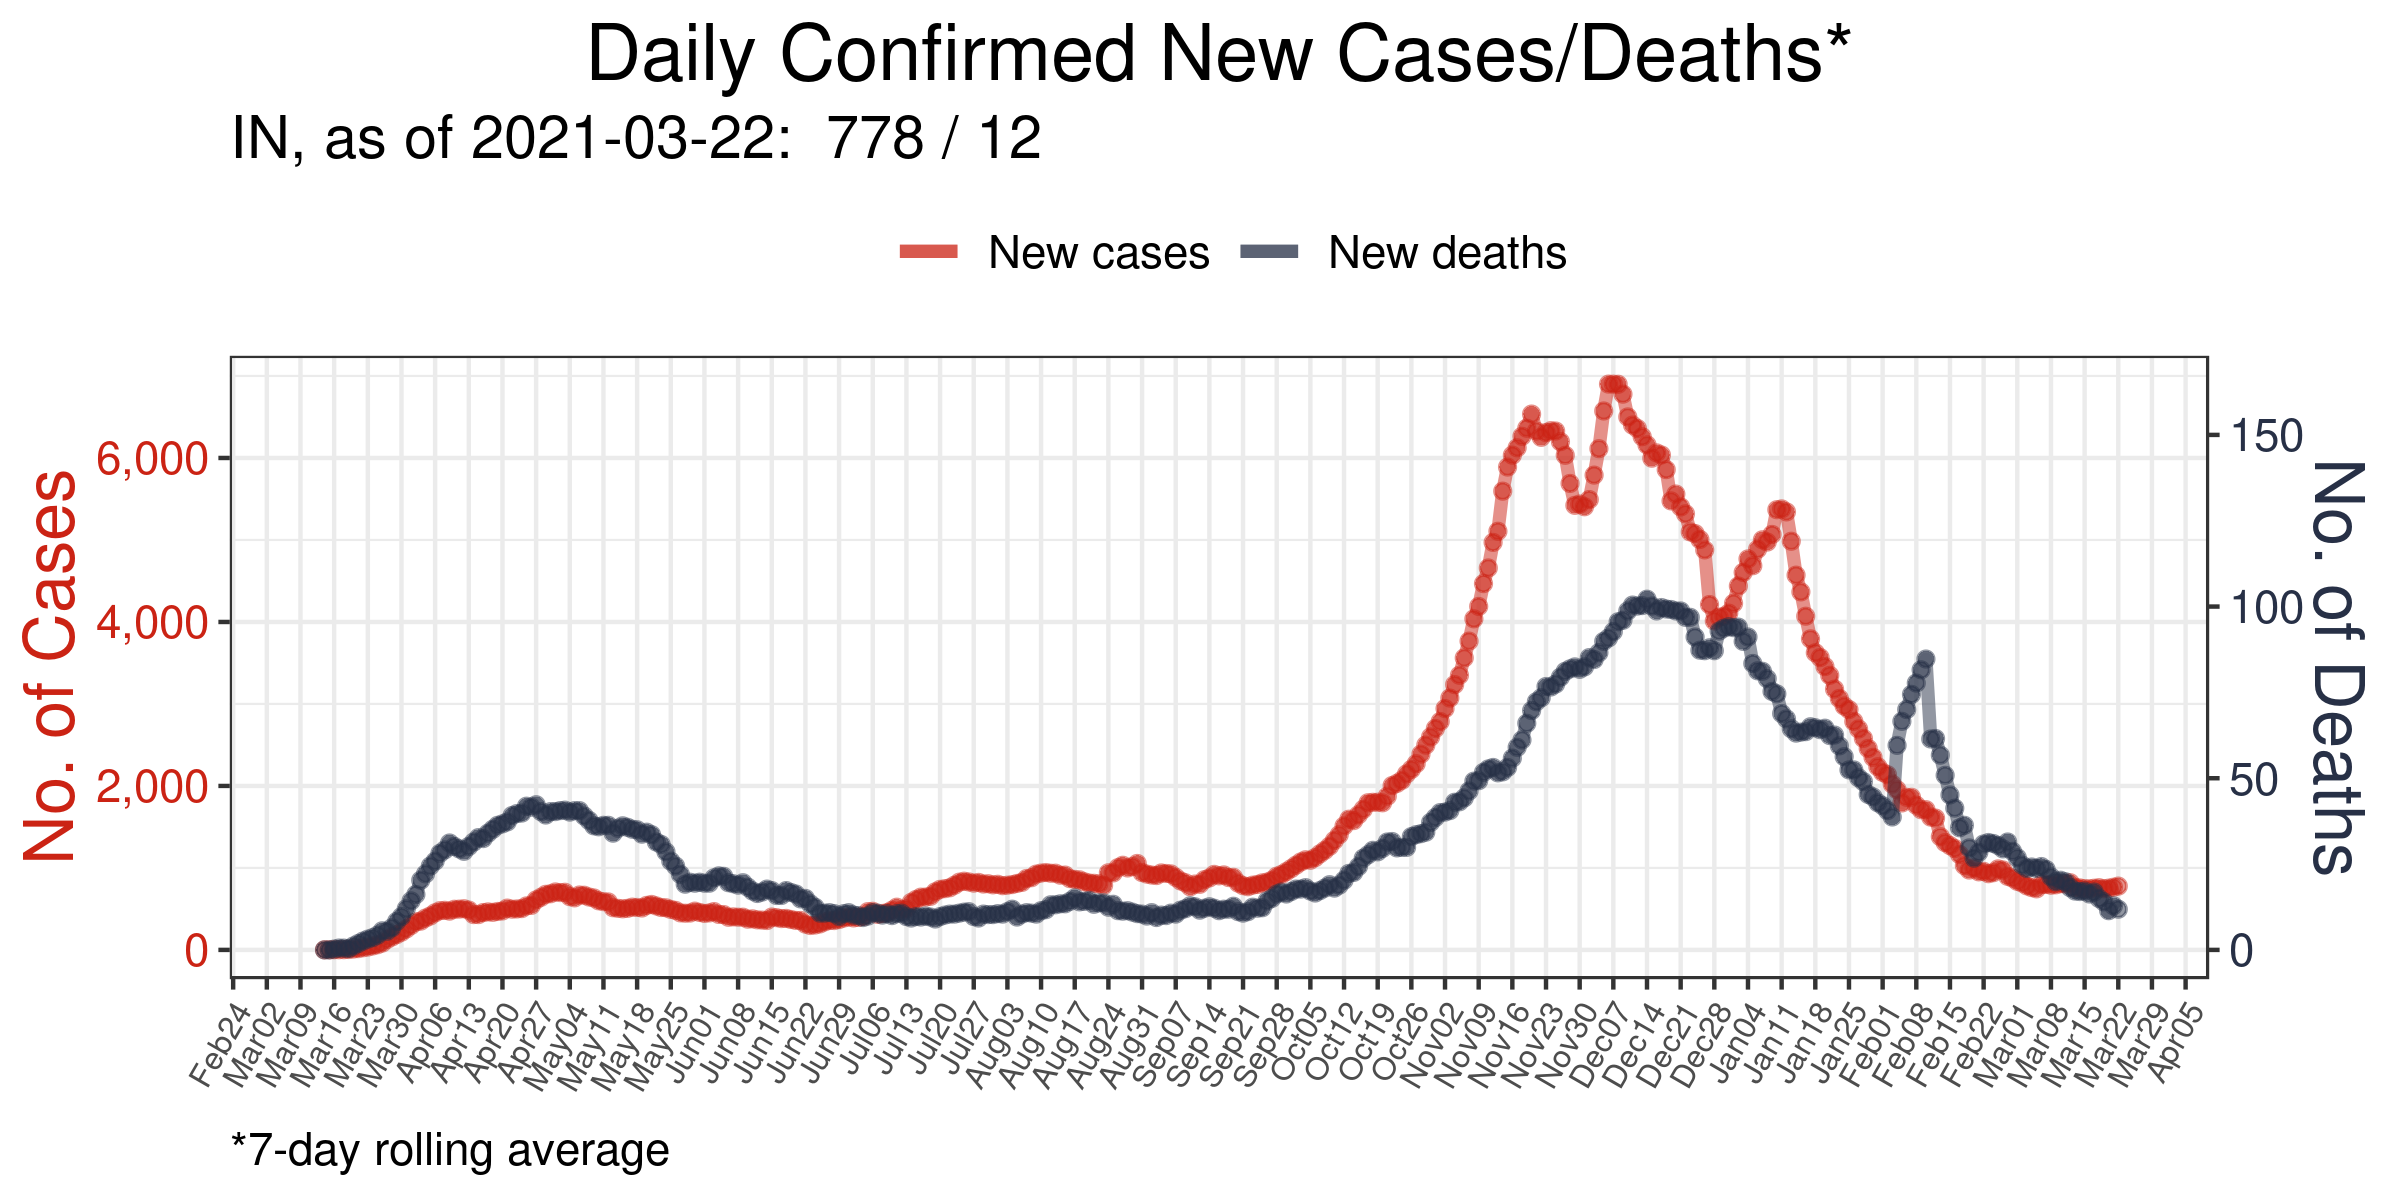 Daily Confirmed New Cases/Deaths*
IN, as of 2021-03-22:  778 / 12
New cases
New deaths
No. of Cases
6,000
4,000
2,000
0
150
100
50
0
No. of Deaths
Feb24
Mar02
Mar09
Mar16
Mar23
Mar30
Apr06
Apr13
Apr20
Apr27
May04
May11
May18
May25
Jun01
Jun08
Jun15
Jun22
Jun29
Jul06
Jul13
Jul20
Jul27
Aug03
Aug10
Aug17
Aug24
Aug31
Sep07
Sep14
Sep21
Sep28
Oct05
Oct12
Oct19
Oct26
Nov02
Nov09
Nov16
Nov23
Nov30
Dec07
Dec14
Dec21
Dec28
Jan04
Jan11
Jan18
Jan25
Feb01
Feb08
Feb15
Feb22
Mar01
Mar08
Mar15
Mar22
Mar29
Apr05
*7-day rolling average